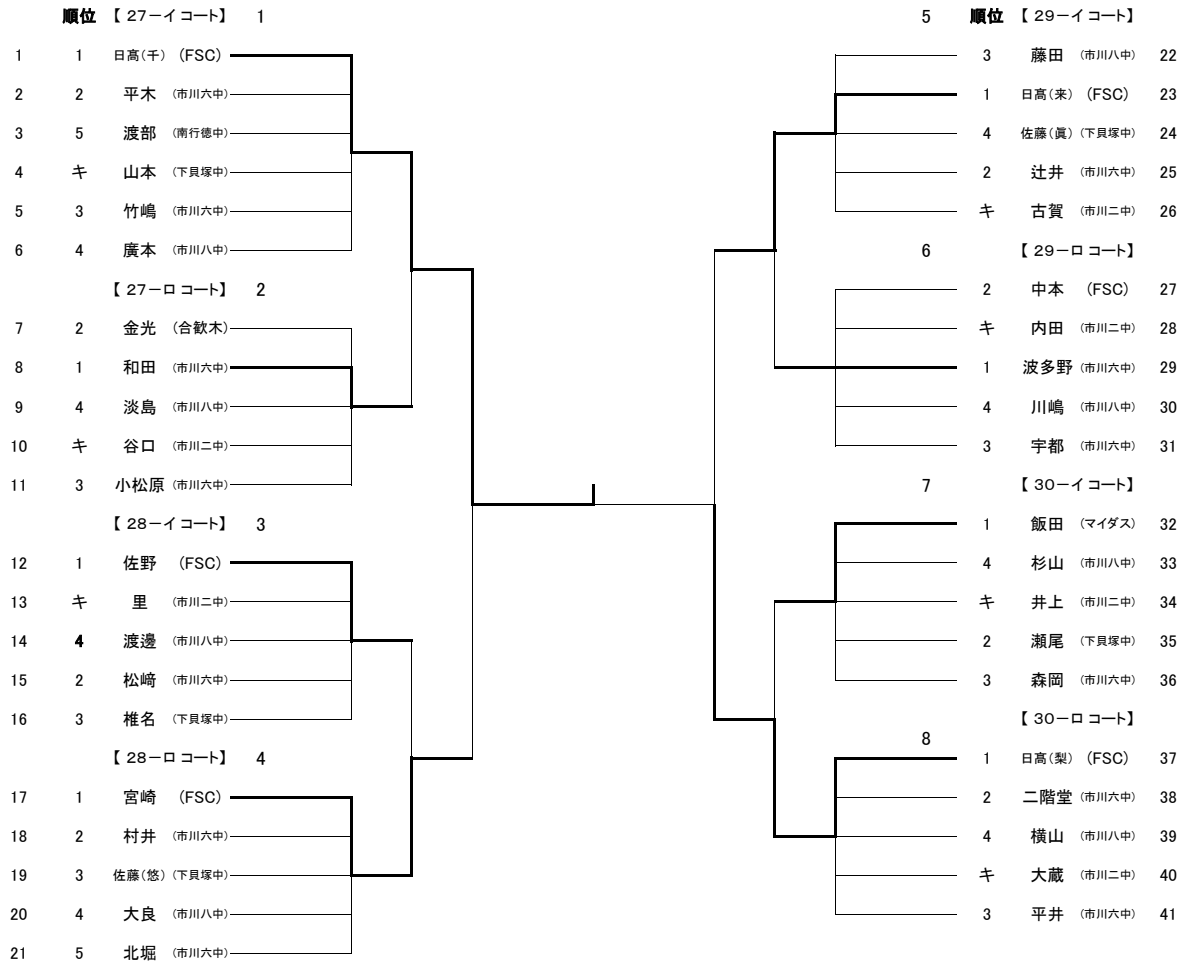 順位 【 27－イ コート】 1
1 1 日髙（千） (FSC)
2 2 平木 (市川六中)
3 5 渡部 (南行徳中)
4 キ 山本 (下貝塚中)
5 3 竹嶋 (市川六中)
6 4 廣本 (市川八中)
【 27－ロ コート】 2
7 2 金光 (合歓木)
8 1 和田 (市川六中)
9 4 淡島 (市川八中)
10 キ 谷口 (市川二中)
11 3 小松原 (市川六中)
【 28－イ コート】 3
12 1 佐野 (FSC)
13 キ 里 (市川二中)
14 4 渡邊 (市川八中)
15 2 松﨑 (市川六中)
16 3 椎名 (下貝塚中)
【 28－ロ コート】 4
17 1 宮崎 (FSC)
18 2 村井 (市川六中)
19 3 佐藤（悠） (下貝塚中)
20 4 大良 (市川八中)
21 5 北堀 (市川六中)
5 順位 【 29－イ コート】
3 藤田 (市川八中) 22
1 日髙（来） (FSC) 23
4 佐藤（眞） (下貝塚中) 24
2 辻井 (市川六中) 25
キ 古賀 (市川二中) 26
6 【 29－ロ コート】
2 中本 (FSC) 27
キ 内田 (市川二中) 28
1 波多野 (市川六中) 29
4 川嶋 (市川八中) 30
3 宇都 (市川六中) 31
7 【 30－イ コート】
1 飯田 (マイダス) 32
4 杉山 (市川八中) 33
キ 井上 (市川二中) 34
2 瀬尾 (下貝塚中) 35
3 森岡 (市川六中) 36
8 【 30－ロ コート】
1 日髙（梨） (FSC) 37
2 二階堂 (市川六中) 38
4 横山 (市川八中) 39
キ 大蔵 (市川二中) 40
3 平井 (市川六中) 41